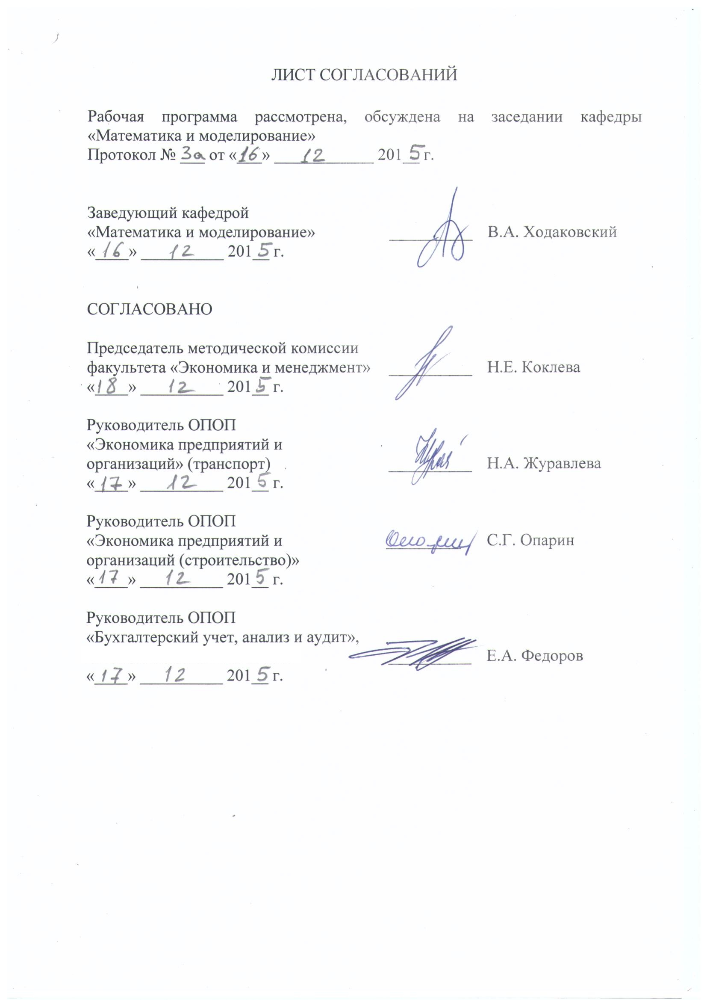 ЛИСТ СОГЛАСОВАНИЙ
Рабочая программа рассмотрена, обсуждена на заседании кафедры
«Математика и моделирование»
Протокол № 3а от «16» 12 2015 г.
Заведующий кафедрой
«Математика и моделирование» В.А. Ходаковский
«16» 12 2015 г.
СОГЛАСОВАНО
Председатель методической комиссии
факультета «Экономика и менеджмент» Н.Е. Коклева
«18» 12 2015 г.
Руководитель ОПОП
«Экономика предприятий и
организаций» (транспорт) Н.А. Журавлева
«17» 12 2015 г.
Руководитель ОПОП
«Экономика предприятий и С.Г. Опарин
организаций (строительство)»
«17» 12 2015 г.
Руководитель ОПОП
«Бухгалтерский учет, анализ и аудит»,
Е.А. Федоров
«17» 12 2015 г.